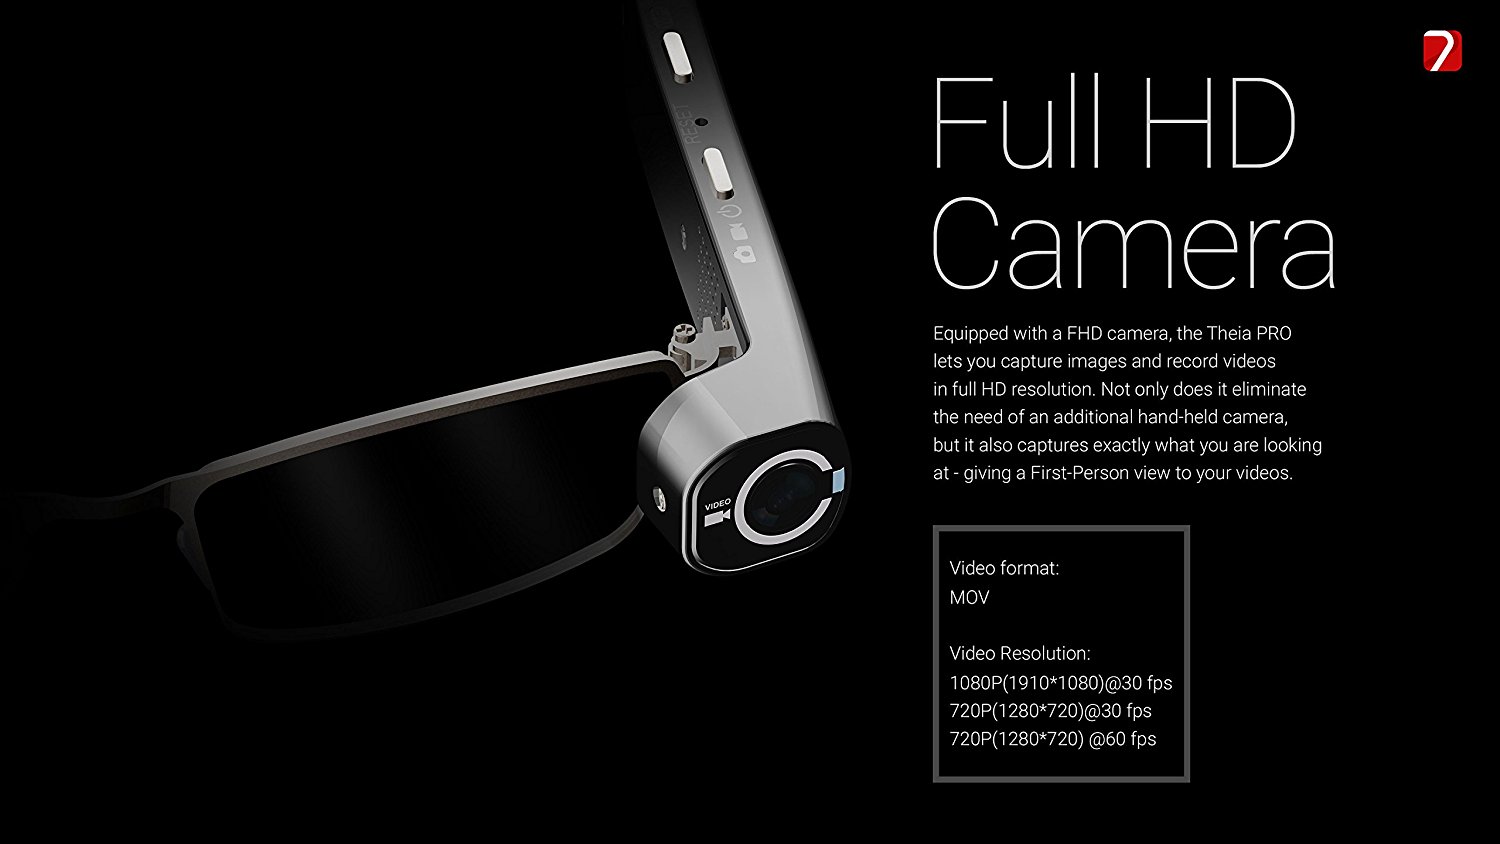 Full HD
Camera
Equipped with a FHD camera, the Theia PRO
lets you capture images and record videos
in full HD resolution. Not only does it eliminate
the need of an additional hand-held camera,
but it also captures exactly what you are looking
at - giving a First-Person view to your videos.
Video format:
MOV
Video Resolution:
1080P(1910*1080)@30 fps
720P(1280*720)@30 fps
720P(1280*720) @60 fps
RESET
VIDEO
7